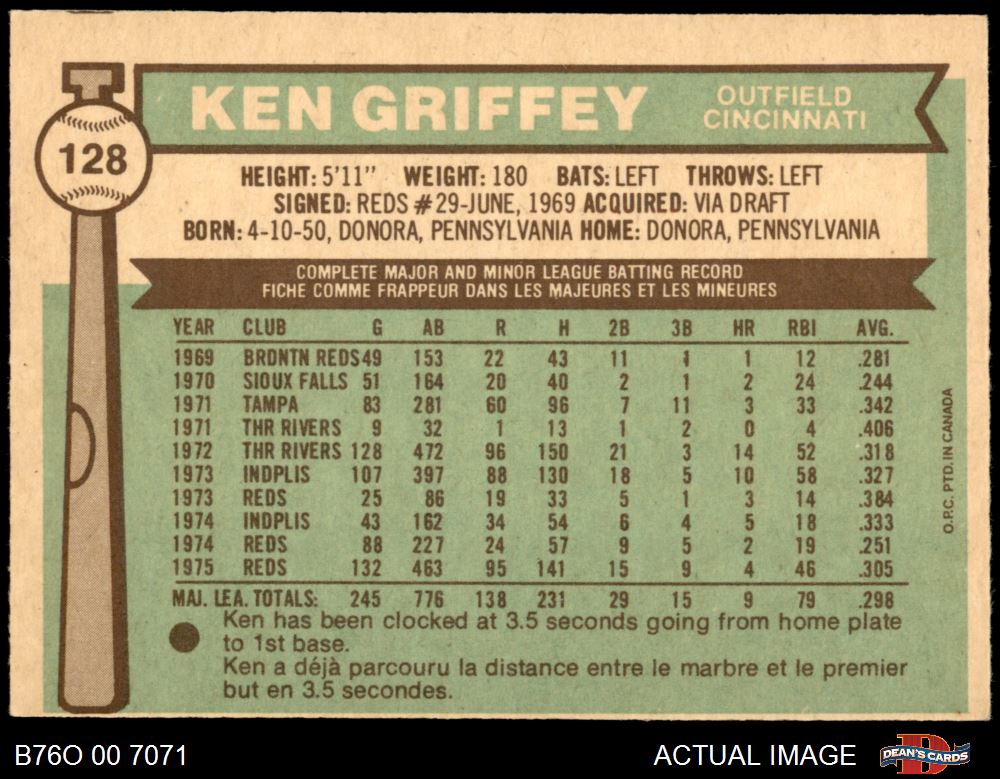 KEN GRIFFEY OUTFIELD
CINCINNATI
128
HEIGHT: 5'11" WEIGHT: 180 BATS: LEFT THROWS: LEFT
SIGNED: REDS #29-JUNE, 1969 ACQUIRED: VIA DRAFT
BORN: 4-10-50, DONORA, PENNSYLVANIA HOME: DONORA, PENNSYLVANIA
COMPLETE MAJOR AND MINOR LEAGUE BATTING RECORD
FICHE COMME FRAPPEUR DANS LES MAJEURES ET LES MINEURES
YEAR CLUB G AB R H 2B 3B HR RBI AVG.
1969 BRDNTN REDS 49 153 22 43 11 1 1 12 .281
1970 SIOUX FALLS 51 164 20 40 2 1 2 24 .244
1971 TAMPA 83 281 60 96 7 11 3 33 .342
1971 THR RIVERS 9 32 1 13 1 2 0 4 .406
1972 THR RIVERS 128 472 96 150 21 3 14 52 .318
1973 INDPLIS 107 397 88 130 18 5 10 58 .327
1973 REDS 25 86 19 33 5 1 3 14 .384
1974 INDPLIS 43 162 34 54 6 4 5 18 .333
1974 REDS 88 227 24 57 9 5 2 19 .251
1975 REDS 132 463 95 141 15 9 4 46 .305
MAJ. LEA. TOTALS: 245 776 138 231 29 15 9 79 .298
Ken has been clocked at 3.5 seconds going from home plate
to 1st base.
Ken a déjà parcouru la distance entre le marbre et le premier
but en 3.5 secondes.
O.P.C. PTD. IN CANADA
B76O 00 7071 ACTUAL IMAGE DEAN'S CARDS